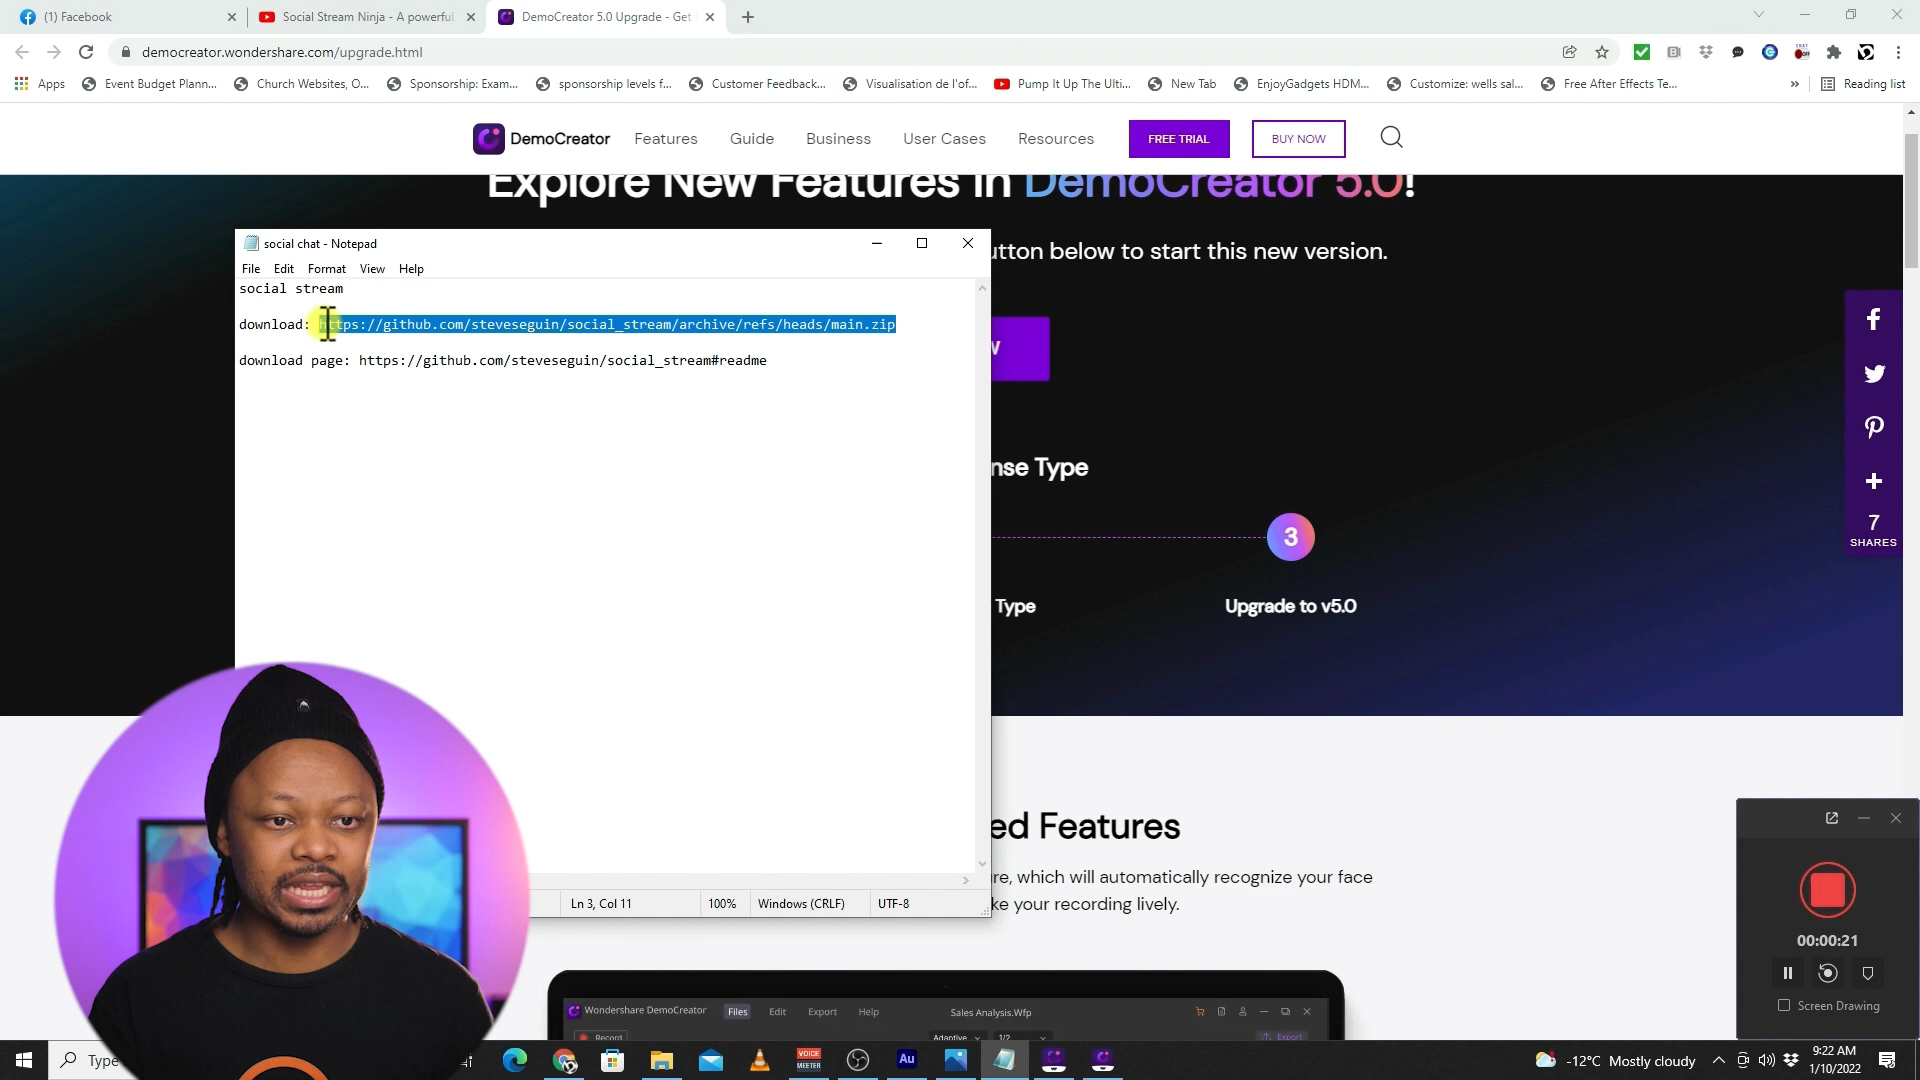 (1) Facebook
Social Stream Ninja - A powerful
DemoCreator 5.0 Upgrade - Get
democreator.wondershare.com/upgrade.html
Apps
Event Budget Plann...
Church Websites, O...
Sponsorship: Exam...
sponsorship levels f...
Customer Feedback...
Visualisation de l'of...
Pump It Up The Ulti...
New Tab
EnjoyGadgets HDM...
Customize: wells sal...
Free After Effects Te...
»
Reading list
DemoCreator
Features
Guide
Business
User Cases
Resources
FREE TRIAL
BUY NOW
Explore New Features in DemoCreator 5.0!
utton below to start this new version.
social chat - Notepad
File Edit Format View Help
social stream
download: https://github.com/steveseguin/social_stream/archive/refs/heads/main.zip
download page: https://github.com/steveseguin/social_stream#readme
Ln 3, Col 11
100%
Windows (CRLF)
UTF-8
w
nse Type
3
Type
Upgrade to v5.0
7
SHARES
ed Features
re, which will automatically recognize your face
ke your recording lively.
Wondershare DemoCreator
Files
Edit
Export
Help
Sales Analysis.Wfp
Record
Adaptive
1/2
Export
00:00:21
Screen Drawing
Type
VOICE
MEETER
Au
-12°C Mostly cloudy
9:22 AM
1/10/2022